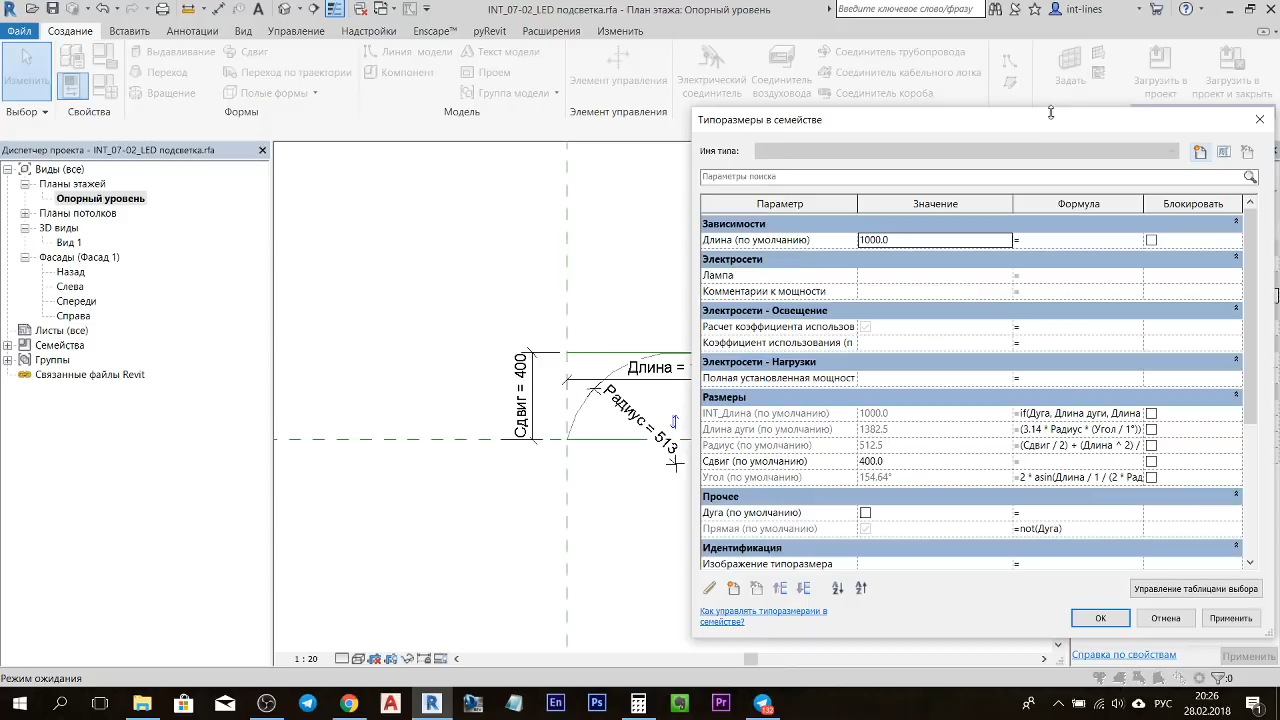 INT_07-02_LED подсветка.rfa - План этажа: Опорный уровень
Введите ключевое слово/фразу
int-lines
Файл
Создание
Вставить
Аннотации
Вид
Управление
Надстройки
Enscape™
pyRevit
Расширения
Изменить
Изменить
Выдавливание
Сдвиг
Переход
Переход по траектории
Вращение
Полые формы
Линия модели
Компонент
Текст модели
Проем
Группа модели
Элемент управления
Электрический соединитель
Соединитель воздуховода
Соединитель трубопровода
Соединитель кабельного лотка
Соединитель короба
Задать
Загрузить в проект
Загрузить в проект и закрыть
Выбор
Свойства
Формы
Модель
Элемент управления
Диспетчер проекта - INT_07-02_LED подсветка.rfa
Виды (все)
Планы этажей
Опорный уровень
Планы потолков
3D виды
Вид 1
Фасады (Фасад 1)
Назад
Слева
Спереди
Справа
Листы (все)
Семейства
Группы
Связанные файлы Revit
Сдвиг = 400
Длина =
Радиус = 513
Типоразмеры в семействе
Имя типа:
Параметры поиска
Параметр Значение Формула Блокировать
Зависимости
Длина (по умолчанию) 1000.0 =
Электросети
Лампа =
Комментарии к мощности =
Электросети - Освещение
Расчет коэффициента использов =
Коэффициент использования (п =
Электросети - Нагрузки
Полная установленная мощност =
Размеры
INT_Длина (по умолчанию) 1000.0 =if(Дуга, Длина дуги, Длина
Длина дуги (по умолчанию) 1382.5 =(3.14 * Радиус * (Угол / 1°))
Радиус (по умолчанию) 512.5 =(Сдвиг / 2) + (Длина ^ 2) /
Сдвиг (по умолчанию) 400.0 =
Угол (по умолчанию) 154.64° =2 * asin(Длина / 1 / (2 * Рад
Прочее
Дуга (по умолчанию) =
Прямая (по умолчанию) =not(Дуга)
Идентификация
Изображение типоразмера =
Управление таблицами выбора
Как управлять типоразмерами в
семействе?
ОК
Отмена
Применить
1 : 20
Справка по свойствам
Применить
Режим ожидания
:0
En
Ps
Pr
132
РУС
20:26
28.02.2018